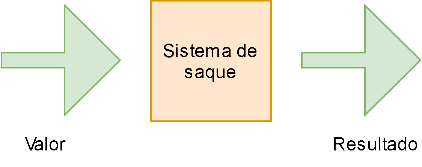 Sistema de
saque
Valor
Resultado